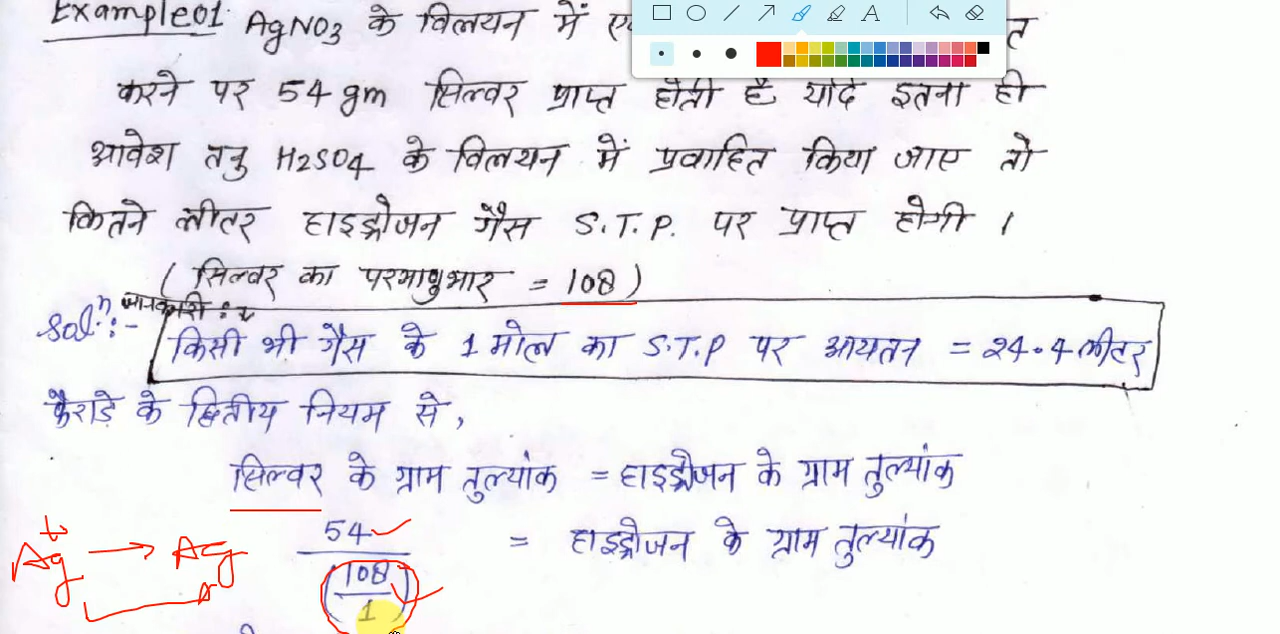 Example01. AgNO3 के विलयन में
करने पर 54 gm सिल्वर प्राप्त होती है यदि इतना ही
आवेश तनु H2SO4 के विलयन में प्रवाहित किया जाए तो
कितने लीटर हाइड्रोजन गैस S.T.P. पर प्राप्त होगी ।
( सिल्वर का परमाणुभार = 108 )
Solⁿ:- जानकारी :-
किसी भी गैस के 1 मोल का S.T.P पर आयतन = 24.4 लीटर
फैराडे के द्वितीय नियम से,
सिल्वर के ग्राम तुल्यांक = हाइड्रोजन के ग्राम तुल्यांक
54 / (108/1) = हाइड्रोजन के ग्राम तुल्यांक
Ag⁺ → Ag